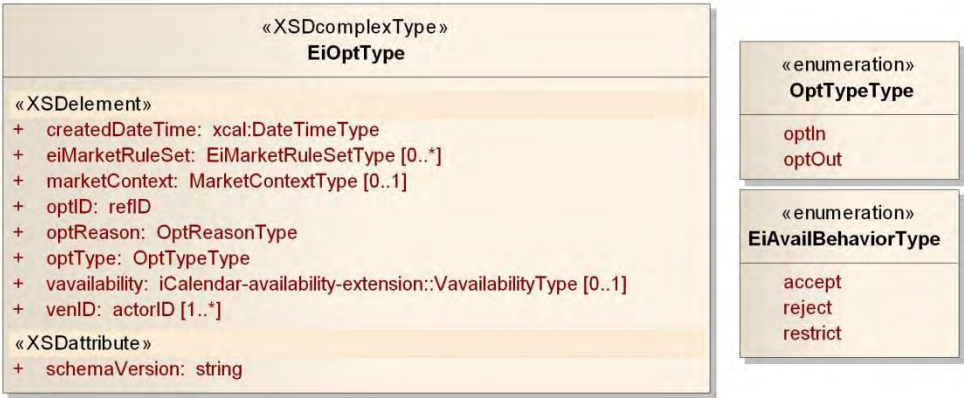 «XSDcomplexType»
EiOptType
«XSDelement»
+ createdDateTime: xcal:DateTimeType
+ eiMarketRuleSet: EiMarketRuleSetType [0..*]
+ marketContext: MarketContextType [0..1]
+ optID: refID
+ optReason: OptReasonType
+ optType: OptTypeType
+ vavailability: iCalendar-availability-extension::VavailabilityType [0..1]
+ venID: actorID [1..*]
«XSDattribute»
+ schemaVersion: string
«enumeration»
OptTypeType
optIn
optOut
«enumeration»
EiAvailBehaviorType
accept
reject
restrict